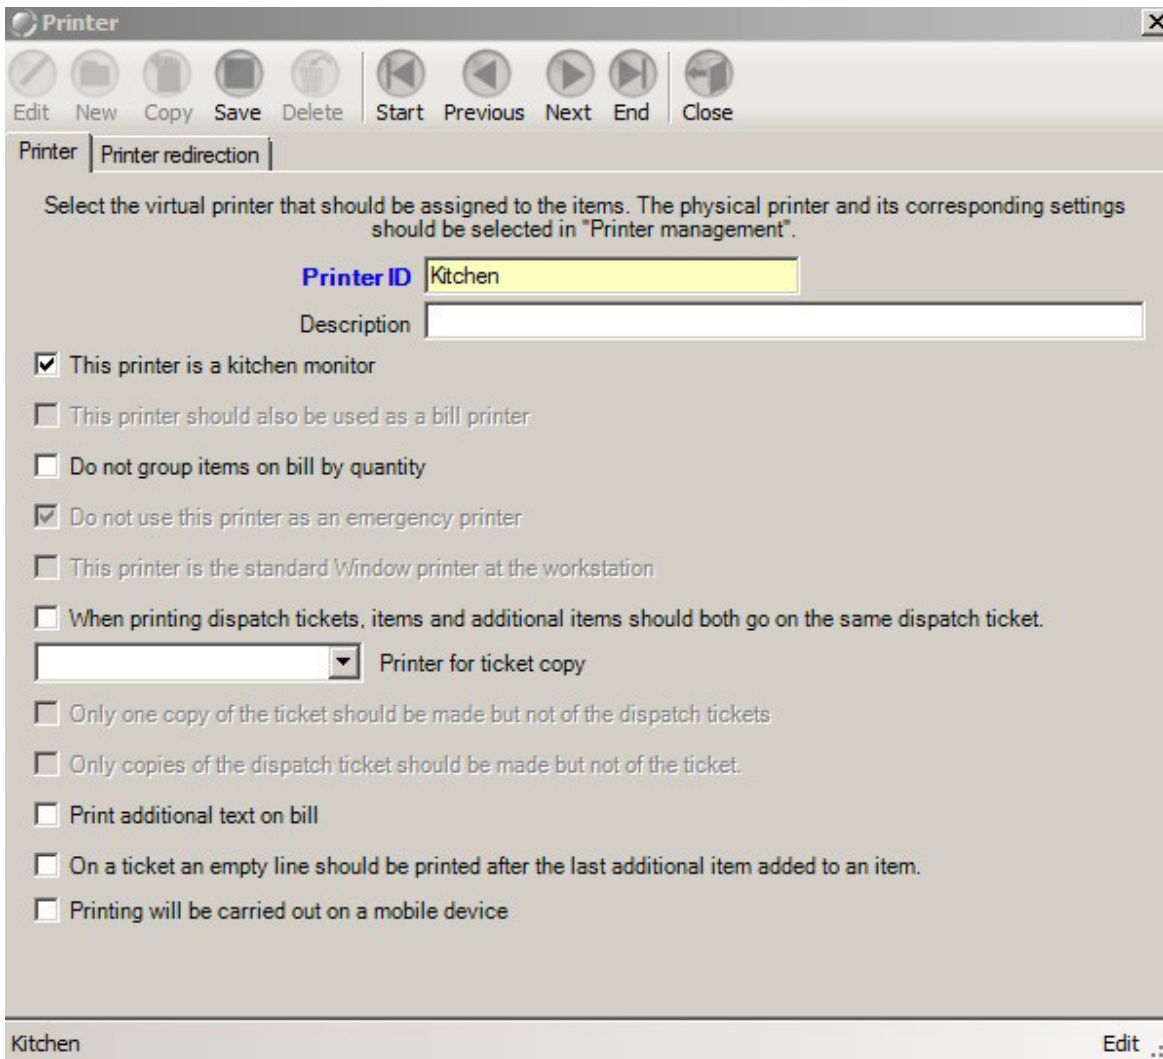 Printer
Edit New Copy Save Delete Start Previous Next End Close
Printer Printer redirection
Select the virtual printer that should be assigned to the items. The physical printer and its corresponding settings
should be selected in "Printer management".
Printer ID Kitchen
Description
This printer is a kitchen monitor
This printer should also be used as a bill printer
Do not group items on bill by quantity
Do not use this printer as an emergency printer
This printer is the standard Window printer at the workstation
When printing dispatch tickets, items and additional items should both go on the same dispatch ticket.
Printer for ticket copy
Only one copy of the ticket should be made but not of the dispatch tickets
Only copies of the dispatch ticket should be made but not of the ticket.
Print additional text on bill
On a ticket an empty line should be printed after the last additional item added to an item.
Printing will be carried out on a mobile device
Kitchen Edit